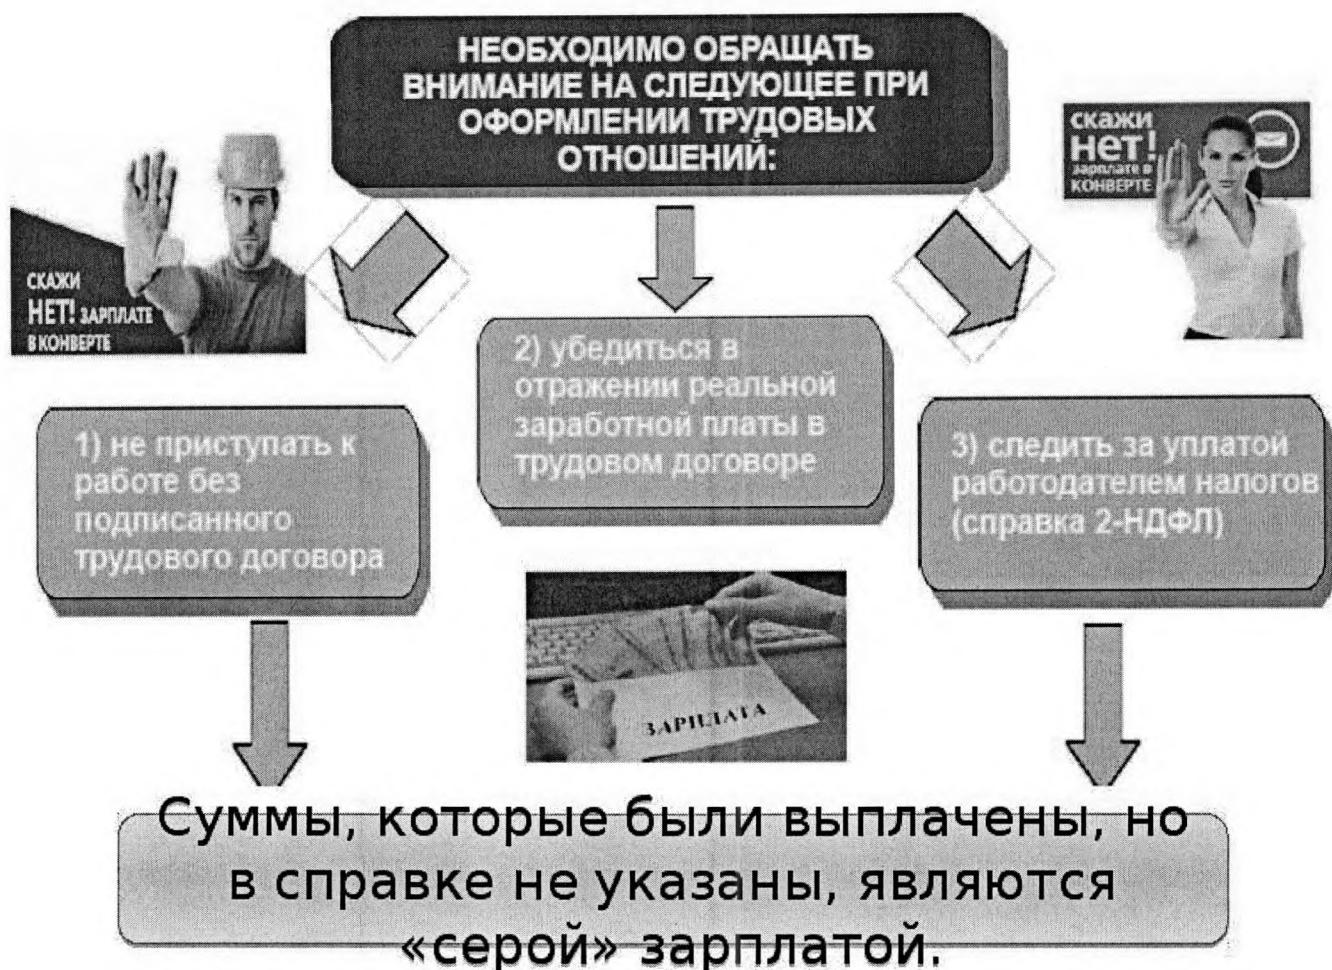 НЕОБХОДИМО ОБРАЩАТЬ
ВНИМАНИЕ НА СЛЕДУЮЩЕЕ ПРИ
ОФОРМЛЕНИИ ТРУДОВЫХ
ОТНОШЕНИЙ:
СКАЖИ
НЕТ! ЗАРПЛАТЕ
В КОНВЕРТЕ
скажи
нет!
зарплате в
КОНВЕРТЕ
1) не приступать к
работе без
подписанного
трудового договора
2) убедиться в
отражении реальной
заработной платы в
трудовом договоре
3) следить за уплатой
работодателем налогов
(справка 2-НДФЛ)
ЗАРПЛАТА
Суммы, которые были выплачены, но
в справке не указаны, являются
«серой» зарплатой.